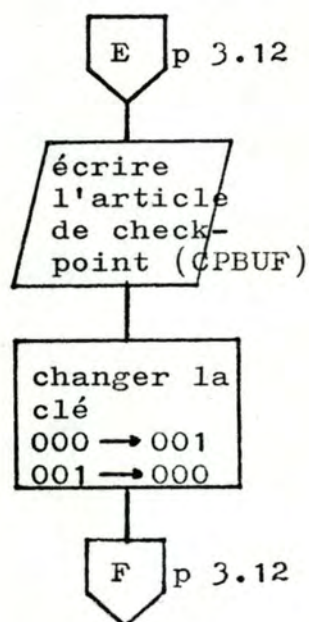 E p 3.12
écrire
l'article
de check-
point (CPBUF)
changer la
clé
000 → 001
001 → 000
F p 3.12